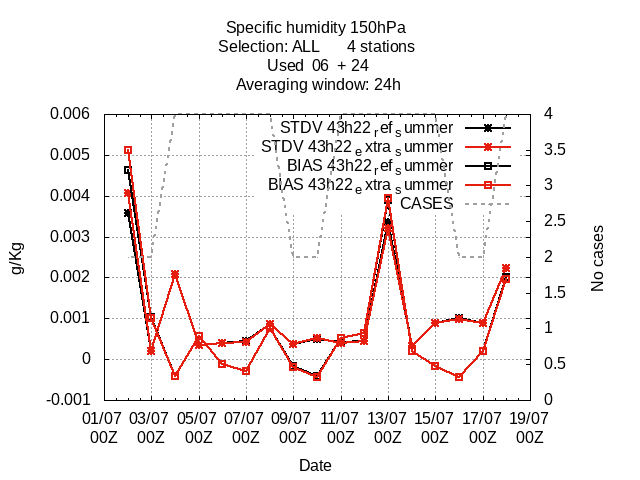 Specific humidity 150hPa
Selection: ALL 4 stations
Used 06 + 24
Averaging window: 24h
0.006
0.005
0.004
0.003
0.002
0.001
0
-0.001
g/Kg
4
3.5
3
2.5
2
1.5
1
0.5
0
No cases
STDV 43h22refsummer
STDV 43h22extrasummer
BIAS 43h22refsummer
BIAS 43h22extrasummer
CASES
01/07 03/07 05/07 07/07 09/07 11/07 13/07 15/07 17/07 19/07
00Z 00Z 00Z 00Z 00Z 00Z 00Z 00Z 00Z 00Z
Date